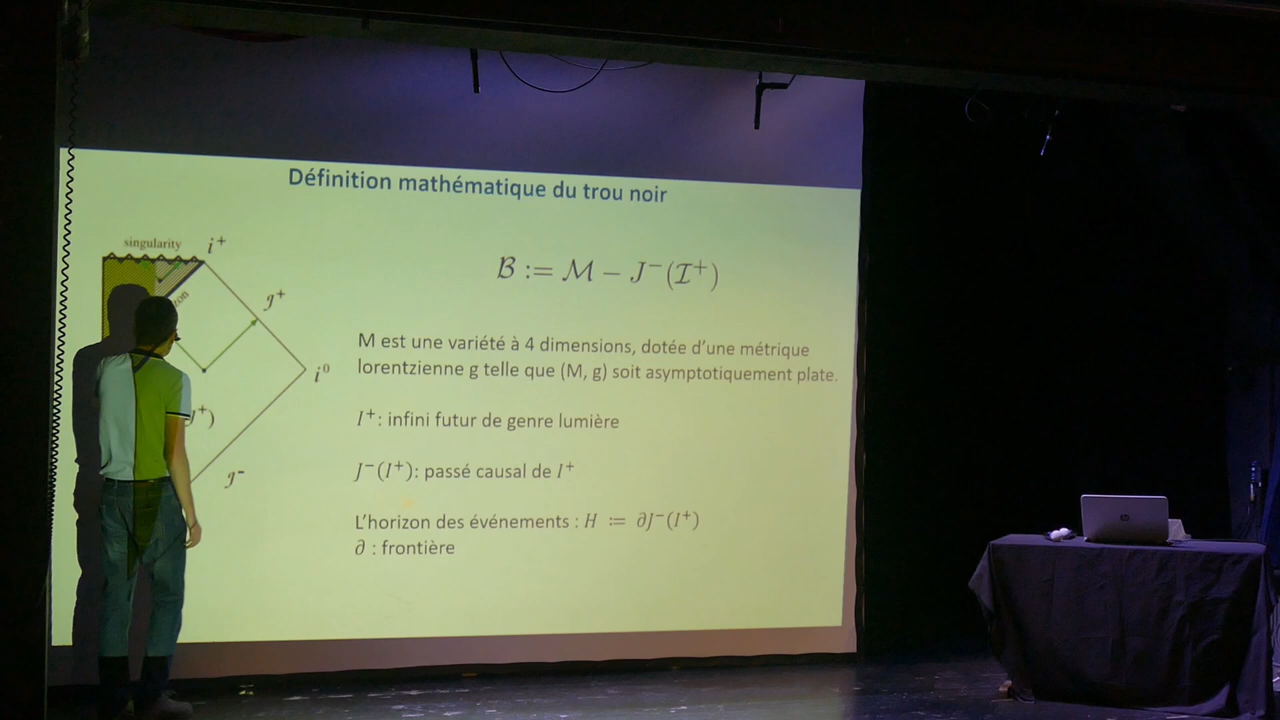 Définition mathématique du trou noir
singularity
i⁺
ℐ⁺
i⁰
ℐ⁻
ℬ := ℳ − J⁻(ℐ⁺)
M est une variété à 4 dimensions, dotée d'une métrique
lorentzienne g telle que (M, g) soit asymptotiquement plate.
I⁺: infini futur de genre lumière
J⁻(I⁺): passé causal de I⁺
L'horizon des événements : H := ∂J⁻(I⁺)
∂ : frontière
hp